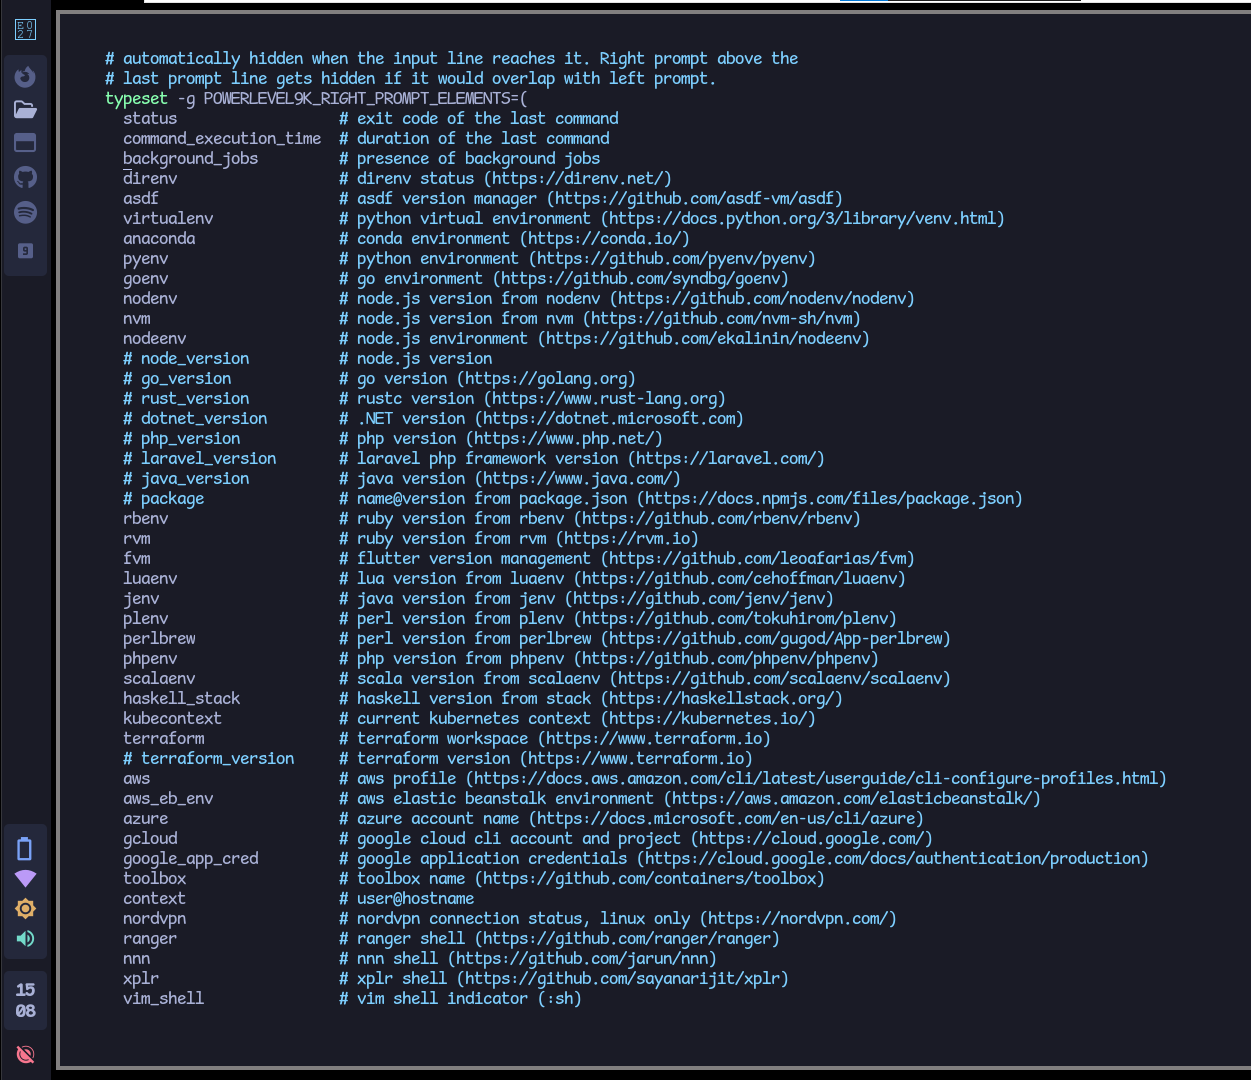 # automatically hidden when the input line reaches it. Right prompt above the
# last prompt line gets hidden if it would overlap with left prompt.
typeset -g POWERLEVEL9K_RIGHT_PROMPT_ELEMENTS=(
status # exit code of the last command
command_execution_time # duration of the last command
background_jobs # presence of background jobs
direnv # direnv status (https://direnv.net/)
asdf # asdf version manager (https://github.com/asdf-vm/asdf)
virtualenv # python virtual environment (https://docs.python.org/3/library/venv.html)
anaconda # conda environment (https://conda.io/)
pyenv # python environment (https://github.com/pyenv/pyenv)
goenv # go environment (https://github.com/syndbg/goenv)
nodenv # node.js version from nodenv (https://github.com/nodenv/nodenv)
nvm # node.js version from nvm (https://github.com/nvm-sh/nvm)
nodeenv # node.js environment (https://github.com/ekalinin/nodeenv)
# node_version # node.js version
# go_version # go version (https://golang.org)
# rust_version # rustc version (https://www.rust-lang.org)
# dotnet_version # .NET version (https://dotnet.microsoft.com)
# php_version # php version (https://www.php.net/)
# laravel_version # laravel php framework version (https://laravel.com/)
# java_version # java version (https://www.java.com/)
# package # name@version from package.json (https://docs.npmjs.com/files/package.json)
rbenv # ruby version from rbenv (https://github.com/rbenv/rbenv)
rvm # ruby version from rvm (https://rvm.io)
fvm # flutter version management (https://github.com/leoafarias/fvm)
luaenv # lua version from luaenv (https://github.com/cehoffman/luaenv)
jenv # java version from jenv (https://github.com/jenv/jenv)
plenv # perl version from plenv (https://github.com/tokuhirom/plenv)
perlbrew # perl version from perlbrew (https://github.com/gugod/App-perlbrew)
phpenv # php version from phpenv (https://github.com/phpenv/phpenv)
scalaenv # scala version from scalaenv (https://github.com/scalaenv/scalaenv)
haskell_stack # haskell version from stack (https://haskellstack.org/)
kubecontext # current kubernetes context (https://kubernetes.io/)
terraform # terraform workspace (https://www.terraform.io)
# terraform_version # terraform version (https://www.terraform.io)
aws # aws profile (https://docs.aws.amazon.com/cli/latest/userguide/cli-configure-profiles.html)
aws_eb_env # aws elastic beanstalk environment (https://aws.amazon.com/elasticbeanstalk/)
azure # azure account name (https://docs.microsoft.com/en-us/cli/azure)
gcloud # google cloud cli account and project (https://cloud.google.com/)
google_app_cred # google application credentials (https://cloud.google.com/docs/authentication/production)
toolbox # toolbox name (https://github.com/containers/toolbox)
context # user@hostname
nordvpn # nordvpn connection status, linux only (https://nordvpn.com/)
ranger # ranger shell (https://github.com/ranger/ranger)
nnn # nnn shell (https://github.com/jarun/nnn)
xplr # xplr shell (https://github.com/sayanarijit/xplr)
vim_shell # vim shell indicator (:sh)
9
15
08